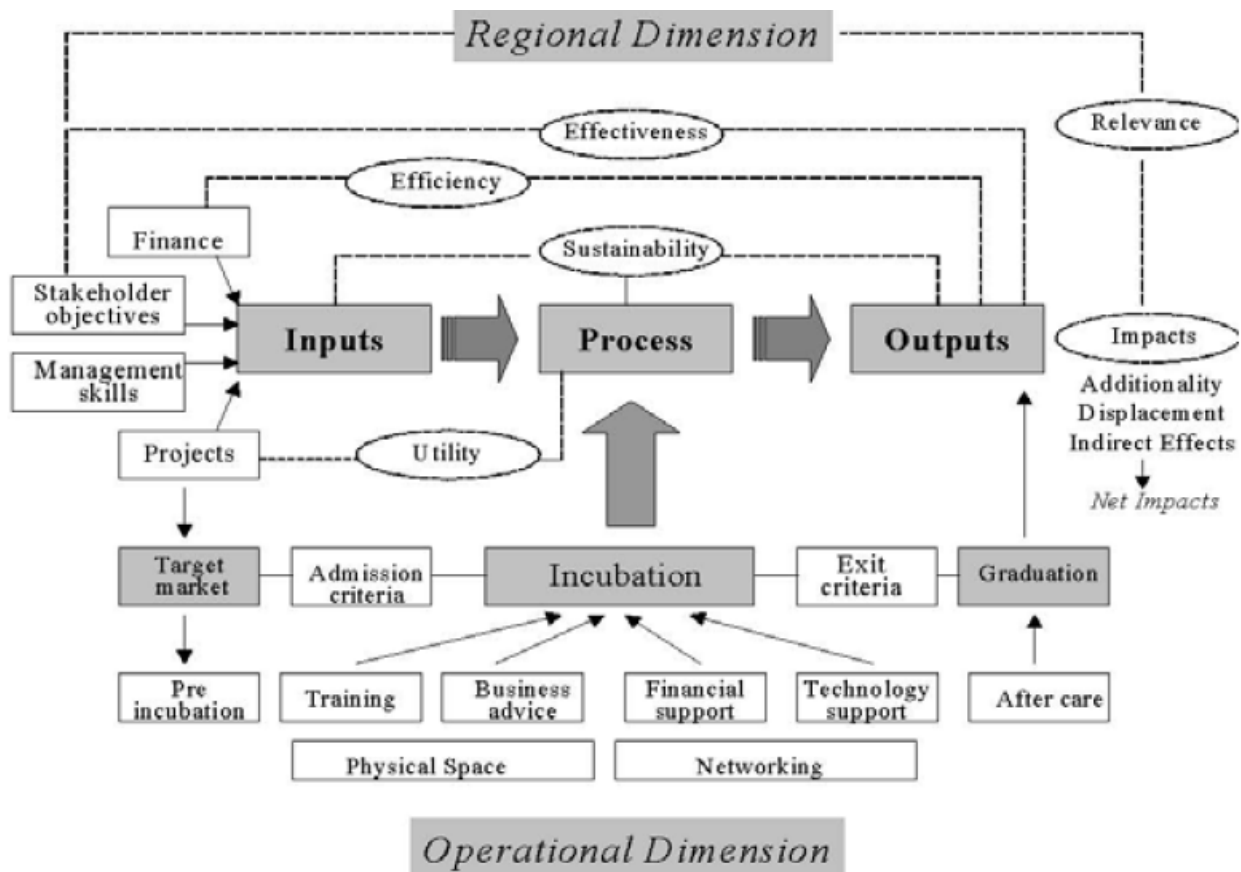 Regional Dimension
Effectiveness
Relevance
Efficiency
Finance
Sustainability
Stakeholder
objectives
Inputs
Process
Outputs
Impacts
Management
skills
Additionality
Displacement
Indirect Effects
Projects
Utility
Net Impacts
Target
market
Admission
criteria
Incubation
Exit
criteria
Graduation
Pre
incubation
Training
Business
advice
Financial
support
Technology
support
After care
Physical Space
Networking
Operational Dimension